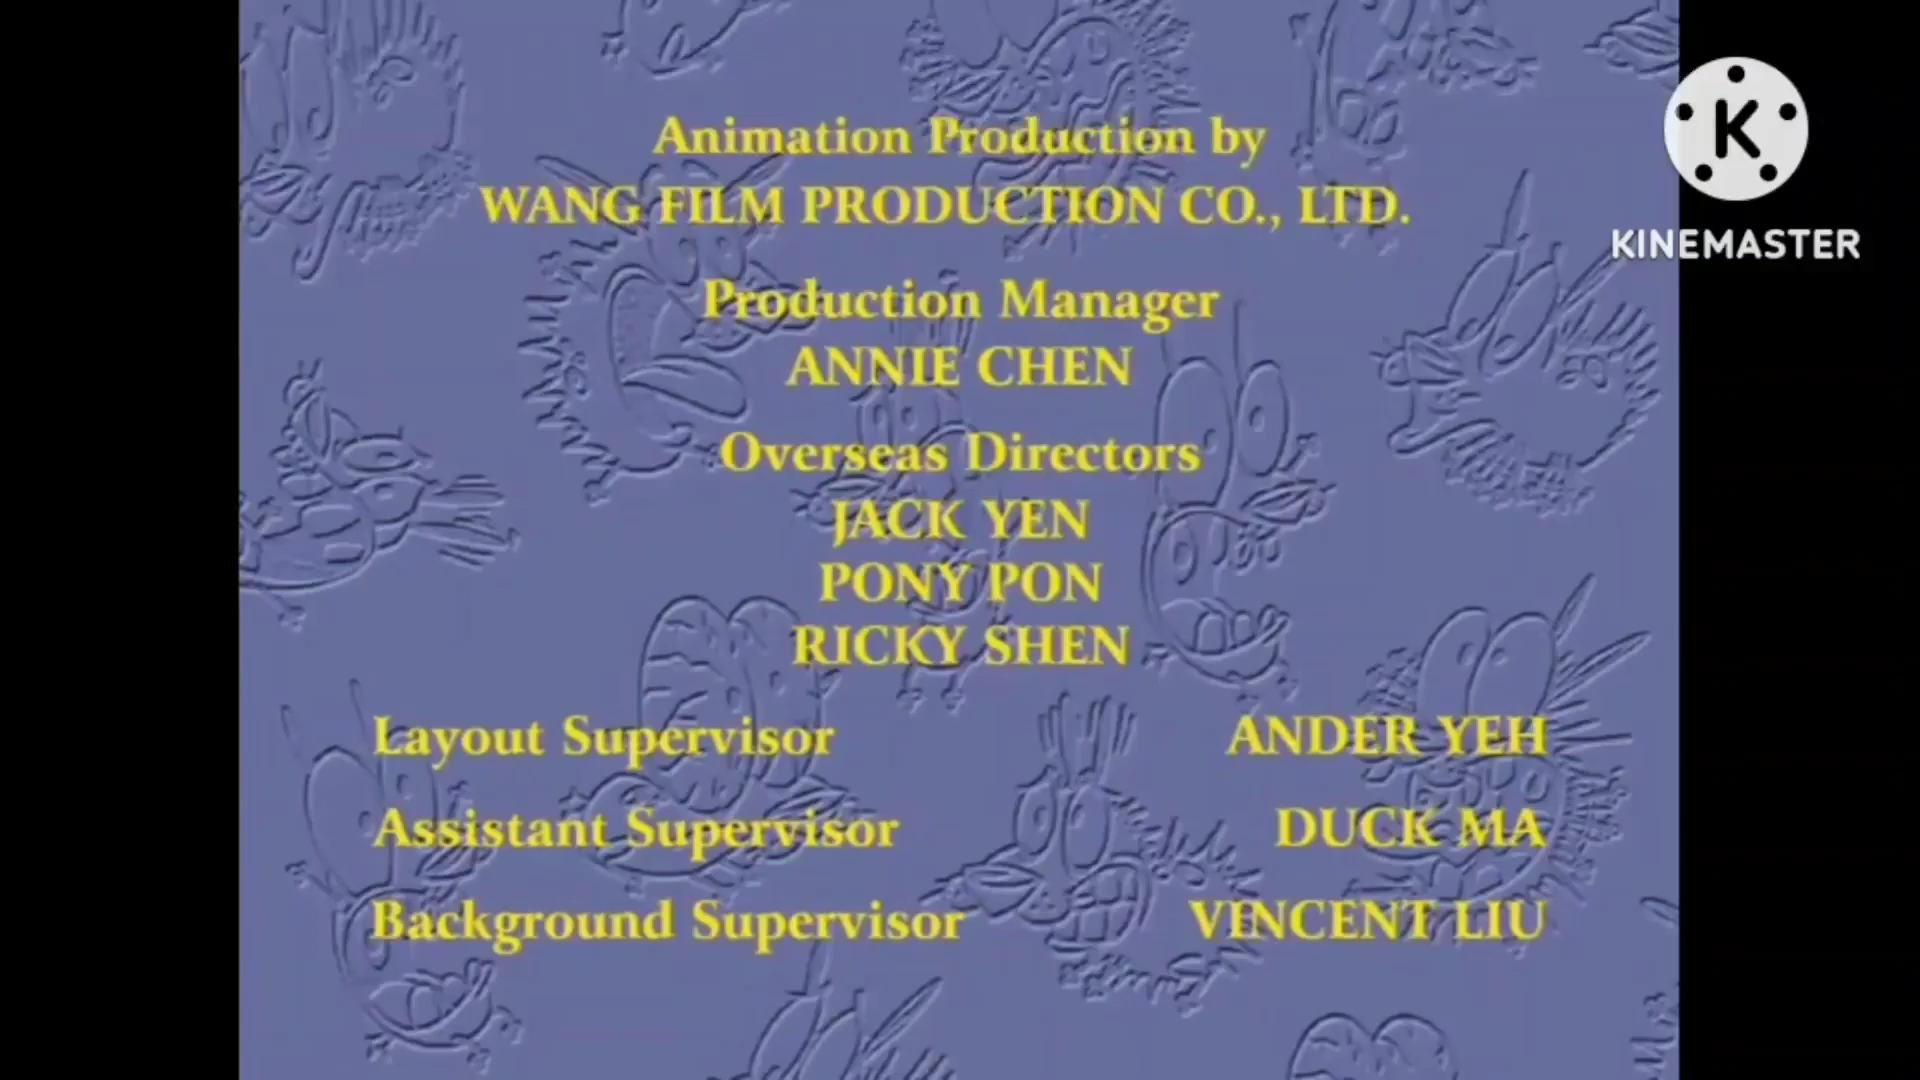 Animation Production by
WANG FILM PRODUCTION CO., LTD.
Production Manager
ANNIE CHEN
Overseas Directors
JACK YEN
PONY PON
RICKY SHEN
Layout Supervisor ANDER YEH
Assistant Supervisor DUCK MA
Background Supervisor VINCENT LIU
K
KINEMASTER